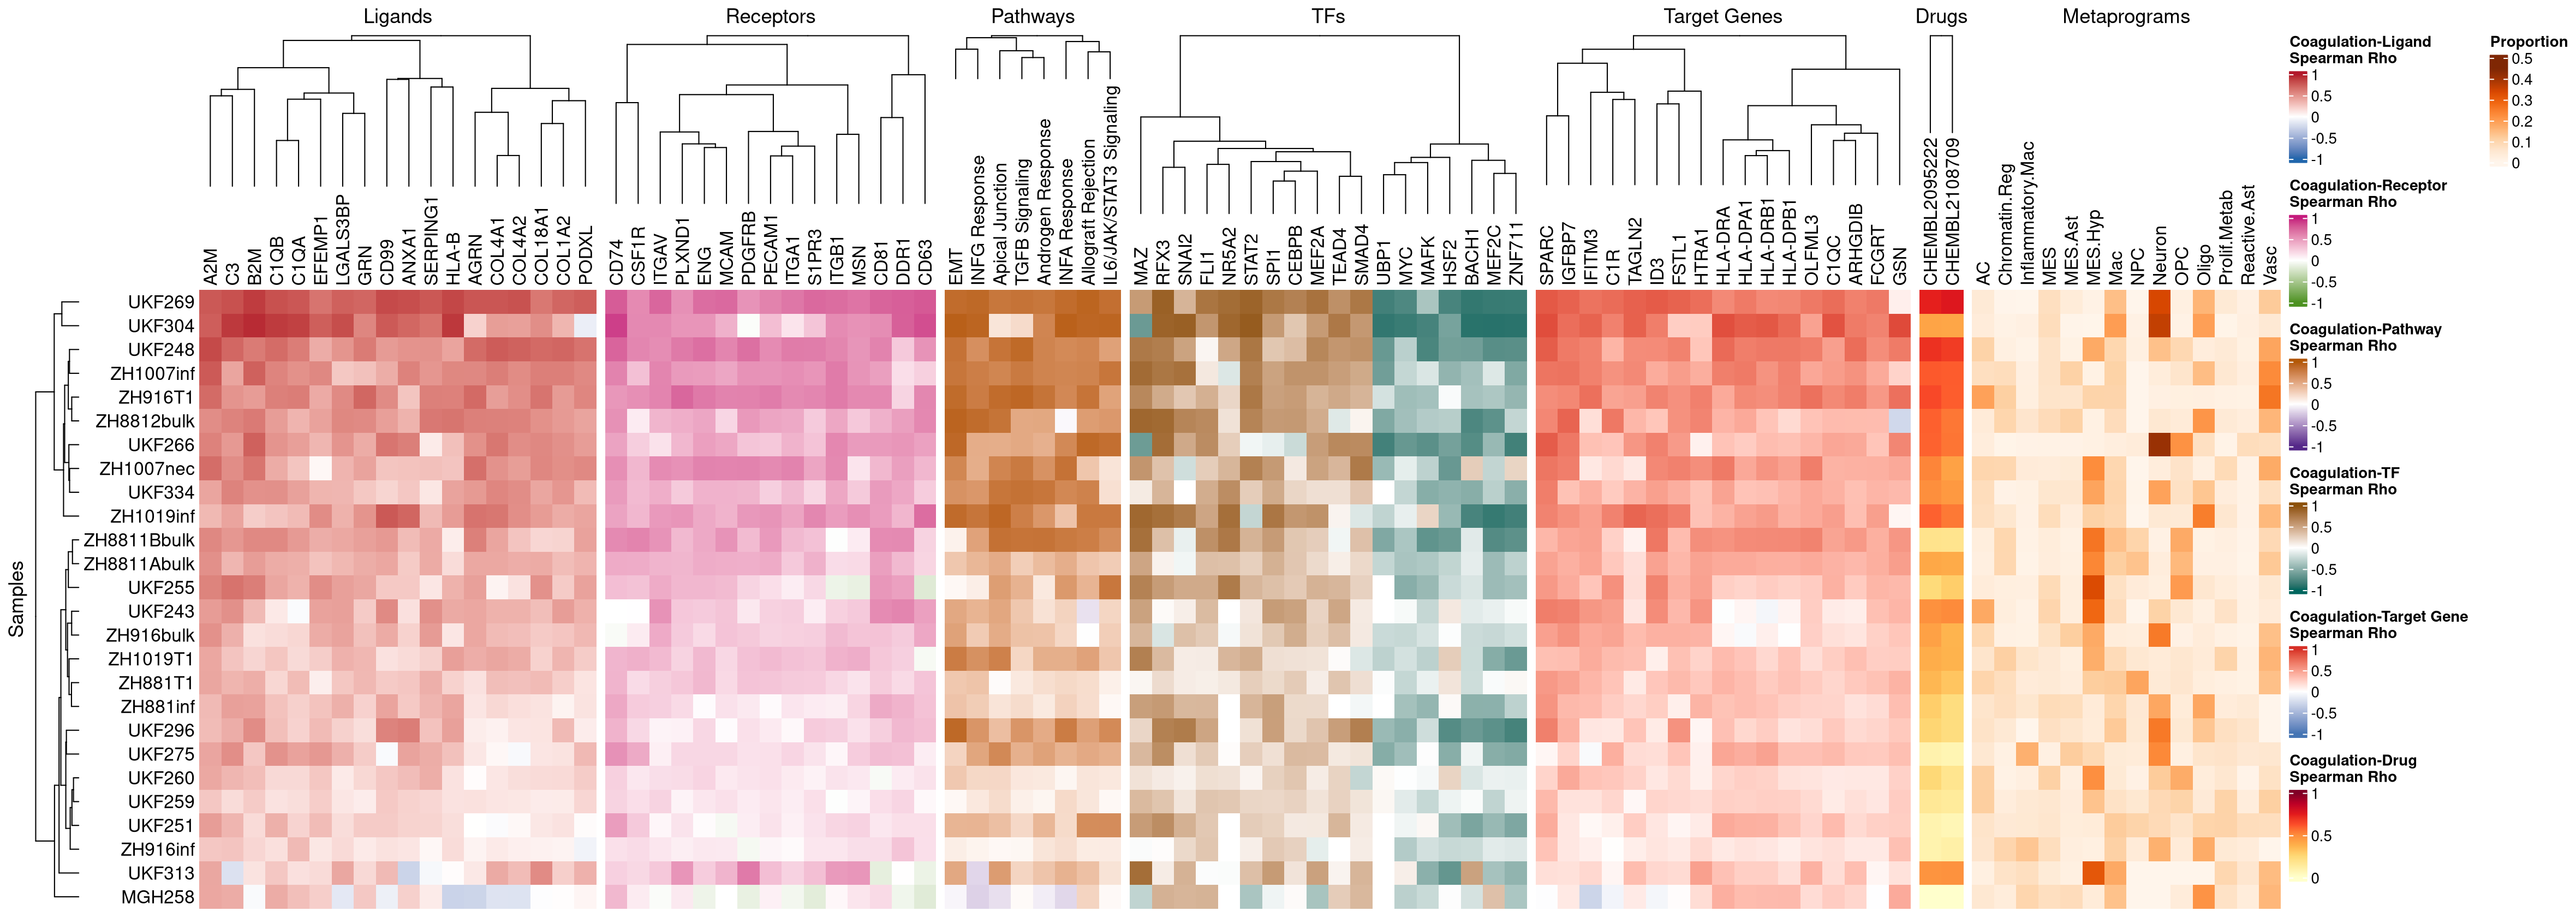 Ligands
Receptors
Pathways
TFs
Target Genes
Drugs
Metaprograms
A2M
C3
B2M
C1QB
C1QA
EFEMP1
LGALS3BP
GRN
CD99
ANXA1
SERPING1
HLA-B
AGRN
COL4A1
COL4A2
COL18A1
COL1A2
PODXL
CD74
CSF1R
ITGAV
PLXND1
ENG
MCAM
PDGFRB
PECAM1
ITGA1
S1PR3
ITGB1
MSN
CD81
DDR1
CD63
EMT
INFG Response
Apical Junction
TGFB Signaling
Androgen Response
INFA Response
Allograft Rejection
IL6/JAK/STAT3 Signaling
MAZ
RFX3
SNAI2
FLI1
NR5A2
STAT2
SPI1
CEBPB
MEF2A
TEAD4
SMAD4
UBP1
MYC
MAFK
HSF2
BACH1
MEF2C
ZNF711
SPARC
IGFBP7
IFITM3
C1R
TAGLN2
ID3
FSTL1
HTRA1
HLA-DRA
HLA-DPA1
HLA-DRB1
HLA-DPB1
OLFML3
C1QC
ARHGDIB
FCGRT
GSN
CHEMBL2095222
CHEMBL2108709
AC
Chromatin.Reg
Inflammatory.Mac
MES
MES.Ast
MES.Hyp
Mac
NPC
Neuron
OPC
Oligo
Prolif.Metab
Reactive.Ast
Vasc
Samples
UKF269
UKF304
UKF248
ZH1007inf
ZH916T1
ZH8812bulk
UKF266
ZH1007nec
UKF334
ZH1019inf
ZH8811Bbulk
ZH8811Abulk
UKF255
UKF243
ZH916bulk
ZH1019T1
ZH881T1
ZH881inf
UKF296
UKF275
UKF260
UKF259
UKF251
ZH916inf
UKF313
MGH258
Coagulation-Ligand
Spearman Rho
1
0.5
0
-0.5
-1
Coagulation-Receptor
Spearman Rho
1
0.5
0
-0.5
-1
Coagulation-Pathway
Spearman Rho
1
0.5
0
-0.5
-1
Coagulation-TF
Spearman Rho
1
0.5
0
-0.5
-1
Coagulation-Target Gene
Spearman Rho
1
0.5
0
-0.5
-1
Coagulation-Drug
Spearman Rho
1
0.5
0
Proportion
0.5
0.4
0.3
0.2
0.1
0